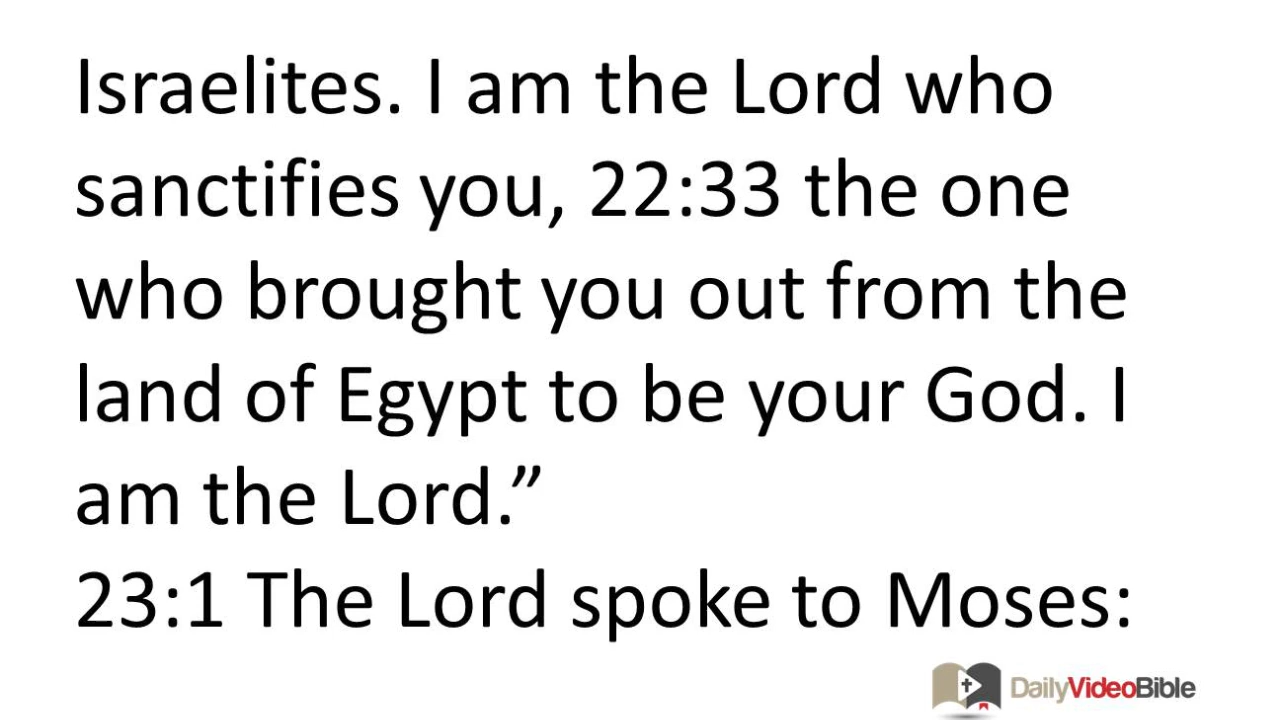 Israelites. I am the Lord who
sanctifies you, 22:33 the one
who brought you out from the
land of Egypt to be your God. I
am the Lord.”
23:1 The Lord spoke to Moses:
DailyVideoBible